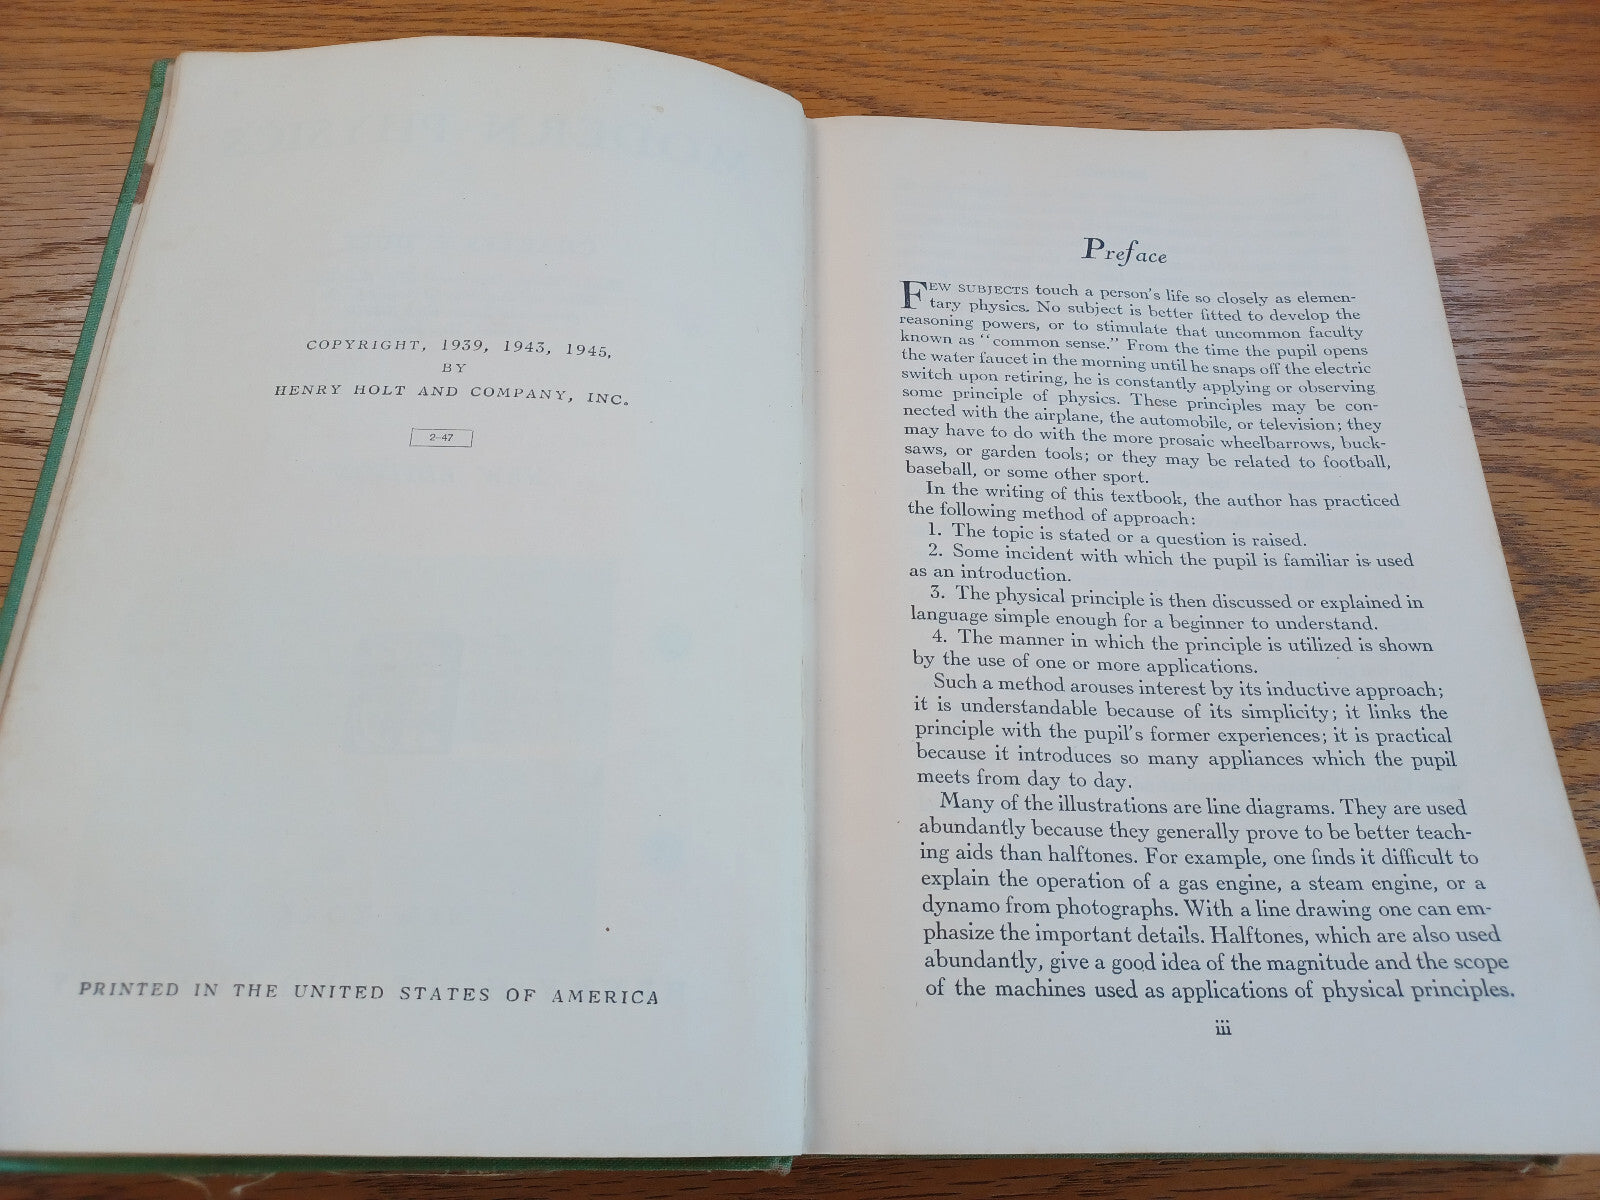 COPYRIGHT, 1939, 1943, 1945,
BY
HENRY HOLT AND COMPANY, INC.
2-47
PRINTED IN THE UNITED STATES OF AMERICA
Preface
FEW SUBJECTS touch a person's life so closely as elemen-
tary physics. No subject is better fitted to develop the
reasoning powers, or to stimulate that uncommon faculty
known as "common sense." From the time the pupil opens
the water faucet in the morning until he snaps off the electric
switch upon retiring, he is constantly applying or observing
some principle of physics. These principles may be con-
nected with the airplane, the automobile, or television; they
may have to do with the more prosaic wheelbarrows, buck-
saws, or garden tools; or they may be related to football,
baseball, or some other sport.
In the writing of this textbook, the author has practiced
the following method of approach:
1. The topic is stated or a question is raised.
2. Some incident with which the pupil is familiar is used
as an introduction.
3. The physical principle is then discussed or explained in
language simple enough for a beginner to understand.
4. The manner in which the principle is utilized is shown
by the use of one or more applications.
Such a method arouses interest by its inductive approach;
it is understandable because of its simplicity; it links the
principle with the pupil's former experiences; it is practical
because it introduces so many appliances which the pupil
meets from day to day.
Many of the illustrations are line diagrams. They are used
abundantly because they generally prove to be better teach-
ing aids than halftones. For example, one finds it difficult to
explain the operation of a gas engine, a steam engine, or a
dynamo from photographs. With a line drawing one can em-
phasize the important details. Halftones, which are also used
abundantly, give a good idea of the magnitude and the scope
of the machines used as applications of physical principles.
iii